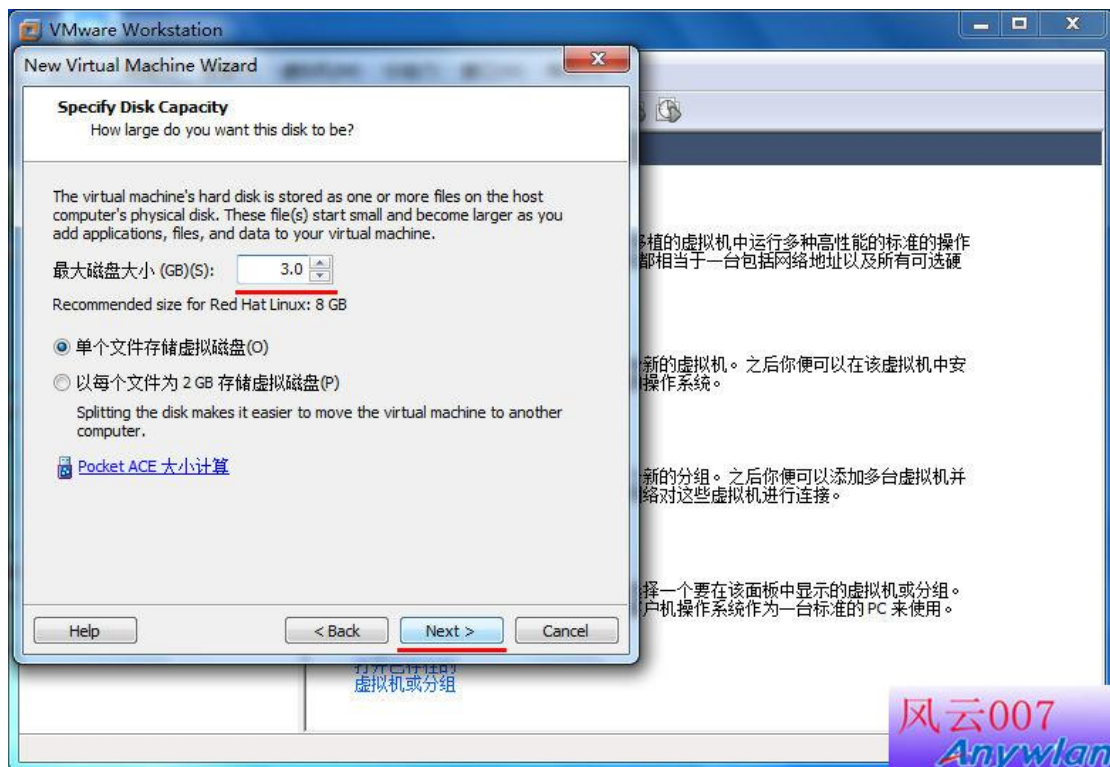 VMware Workstation
New Virtual Machine Wizard
Specify Disk Capacity
How large do you want this disk to be?
The virtual machine's hard disk is stored as one or more files on the host
computer's physical disk. These file(s) start small and become larger as you
add applications, files, and data to your virtual machine.
最大磁盘大小 (GB)(S): 3.0
Recommended size for Red Hat Linux: 8 GB
单个文件存储虚拟磁盘(O)
以每个文件为 2 GB 存储虚拟磁盘(P)
Splitting the disk makes it easier to move the virtual machine to another
computer.
Pocket ACE 大小计算
Help < Back Next > Cancel
植的虚拟机中运行多种高性能的标准的操作
都相当于一台包括网络地址以及所有可选硬
新的虚拟机。之后你便可以在该虚拟机中安
操作系统。
新的分组。之后你便可以添加多台虚拟机并
络对这些虚拟机进行连接。
择一个要在该面板中显示的虚拟机或分组。
户机操作系统作为一台标准的 PC 来使用。
打开已存在的
虚拟机或分组
风云007
Anywlan